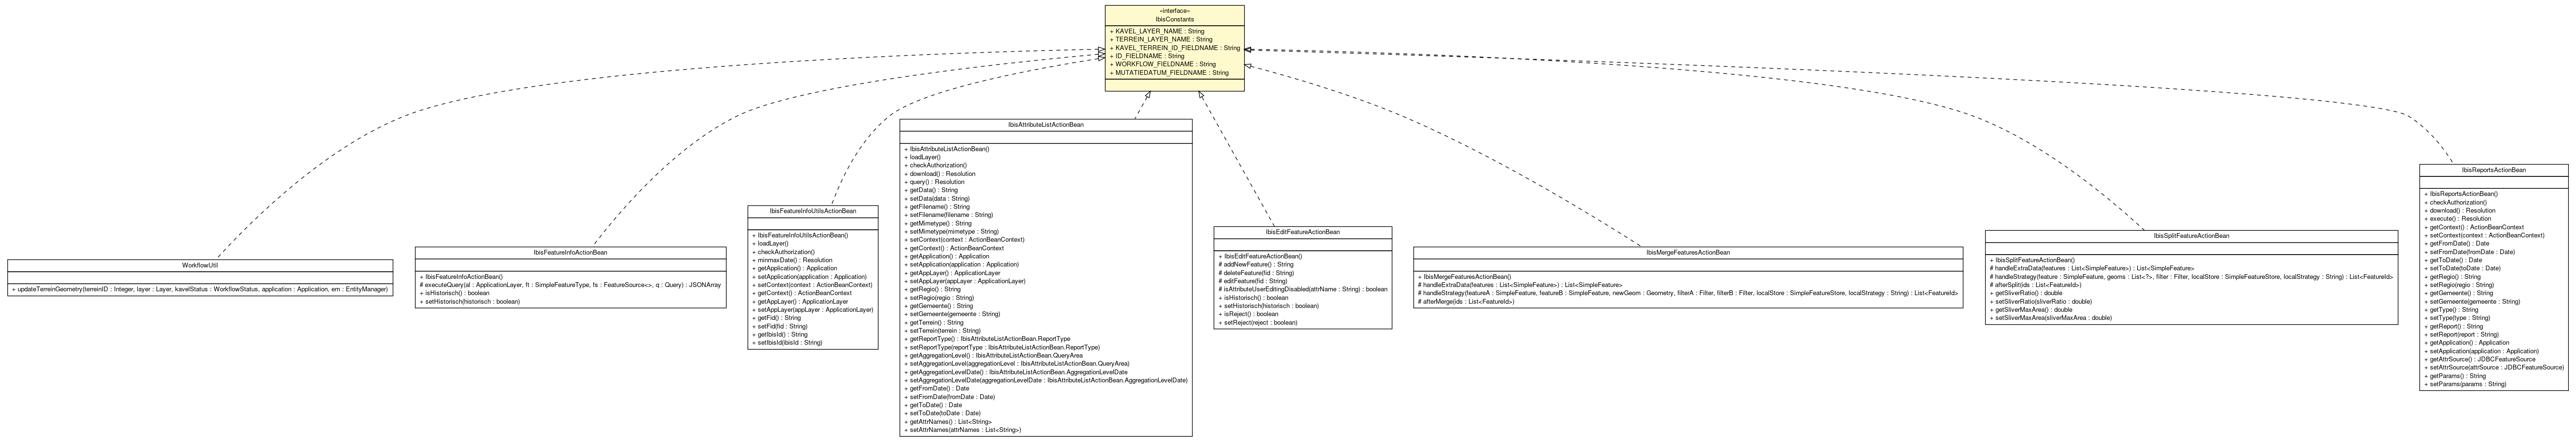 «interface»
IbisConstants
+ KAVEL_LAYER_NAME : String
+ TERREIN_LAYER_NAME : String
+ KAVEL_TERREIN_ID_FIELDNAME : String
+ ID_FIELDNAME : String
+ WORKFLOW_FIELDNAME : String
+ MUTATIEDATUM_FIELDNAME : String
WorkflowUtil
+ updateTerreinGeometry(terreinID : Integer, layer : Layer, kavelStatus : WorkflowStatus, application : Application, em : EntityManager)
IbisFeatureInfoActionBean
+ IbisFeatureInfoActionBean()
# executeQuery(al : ApplicationLayer, ft : SimpleFeatureType, fs : FeatureSource<>, q : Query) : JSONArray
+ isHistorisch() : boolean
+ setHistorisch(historisch : boolean)
IbisFeatureInfoUtilsActionBean
+ IbisFeatureInfoUtilsActionBean()
+ loadLayer()
+ checkAuthorization()
+ minmaxDate() : Resolution
+ getApplication() : Application
+ setApplication(application : Application)
+ setContext(context : ActionBeanContext)
+ getContext() : ActionBeanContext
+ getAppLayer() : ApplicationLayer
+ setAppLayer(appLayer : ApplicationLayer)
+ getFid() : String
+ setFid(fid : String)
+ getIbisId() : String
+ setIbisId(ibisId : String)
IbisAttributeListActionBean
+ IbisAttributeListActionBean()
+ loadLayer()
+ checkAuthorization()
+ download() : Resolution
+ query() : Resolution
+ getData() : String
+ setData(data : String)
+ getFilename() : String
+ setFilename(filename : String)
+ getMimetype() : String
+ setMimetype(mimetype : String)
+ setContext(context : ActionBeanContext)
+ getContext() : ActionBeanContext
+ getApplication() : Application
+ setApplication(application : Application)
+ getAppLayer() : ApplicationLayer
+ setAppLayer(appLayer : ApplicationLayer)
+ getRegio() : String
+ setRegio(regio : String)
+ getGemeente() : String
+ setGemeente(gemeente : String)
+ getTerrein() : String
+ setTerrein(terrein : String)
+ getReportType() : IbisAttributeListActionBean.ReportType
+ setReportType(reportType : IbisAttributeListActionBean.ReportType)
+ getAggregationLevel() : IbisAttributeListActionBean.QueryArea
+ setAggregationLevel(aggregationLevel : IbisAttributeListActionBean.QueryArea)
+ getAggregationLevelDate() : IbisAttributeListActionBean.AggregationLevelDate
+ setAggregationLevelDate(aggregationLevelDate : IbisAttributeListActionBean.AggregationLevelDate)
+ getFromDate() : Date
+ setFromDate(fromDate : Date)
+ getToDate() : Date
+ setToDate(toDate : Date)
+ getAttrNames() : List<String>
+ setAttrNames(attrNames : List<String>)
IbisEditFeatureActionBean
+ IbisEditFeatureActionBean()
# addNewFeature() : String
# deleteFeature(fid : String)
# editFeature(fid : String)
# isAttributeUserEditingDisabled(attrName : String) : boolean
+ isHistorisch() : boolean
+ setHistorisch(historisch : boolean)
+ isReject() : boolean
+ setReject(reject : boolean)
IbisMergeFeaturesActionBean
+ IbisMergeFeaturesActionBean()
# handleExtraData(features : List<SimpleFeature>) : List<SimpleFeature>
# handleStrategy(featureA : SimpleFeature, featureB : SimpleFeature, newGeom : Geometry, filterA : Filter, filterB : Filter, localStore : SimpleFeatureStore, localStrategy : String) : List<FeatureId>
# afterMerge(ids : List<FeatureId>)
IbisSplitFeatureActionBean
+ IbisSplitFeatureActionBean()
# handleExtraData(features : List<SimpleFeature>) : List<SimpleFeature>
# handleStrategy(feature : SimpleFeature, geoms : List<?>, filter : Filter, localStore : SimpleFeatureStore, localStrategy : String) : List<FeatureId>
# afterSplit(ids : List<FeatureId>)
+ getSliverRatio() : double
+ setSliverRatio(sliverRatio : double)
+ getSliverMaxArea() : double
+ setSliverMaxArea(sliverMaxArea : double)
IbisReportsActionBean
+ IbisReportsActionBean()
+ checkAuthorization()
+ download() : Resolution
+ execute() : Resolution
+ getContext() : ActionBeanContext
+ setContext(context : ActionBeanContext)
+ getFromDate() : Date
+ setFromDate(fromDate : Date)
+ getToDate() : Date
+ setToDate(toDate : Date)
+ getRegio() : String
+ setRegio(regio : String)
+ getGemeente() : String
+ setGemeente(gemeente : String)
+ getType() : String
+ setType(type : String)
+ getReport() : String
+ setReport(report : String)
+ getApplication() : Application
+ setApplication(application : Application)
+ getAttrSource() : JDBCFeatureSource
+ setAttrSource(attrSource : JDBCFeatureSource)
+ getParams() : String
+ setParams(params : String)